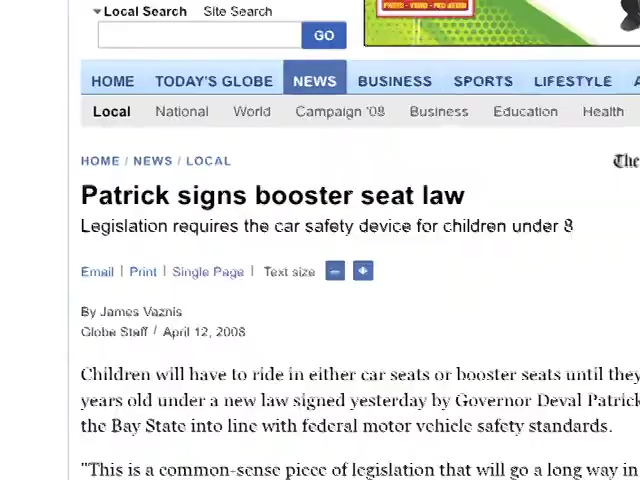 Local Search Site Search
GO
HOME TODAY'S GLOBE NEWS BUSINESS SPORTS LIFESTYLE
Local National World Campaign '08 Business Education Health
HOME / NEWS / LOCAL
The
Patrick signs booster seat law
Legislation requires the car safety device for children under 8
Email | Print | Single Page | Text size – +
By James Vaznis
Globe Staff / April 12, 2008
Children will have to ride in either car seats or booster seats until they
years old under a new law signed yesterday by Governor Deval Patrick
the Bay State into line with federal motor vehicle safety standards.
"This is a common-sense piece of legislation that will go a long way in